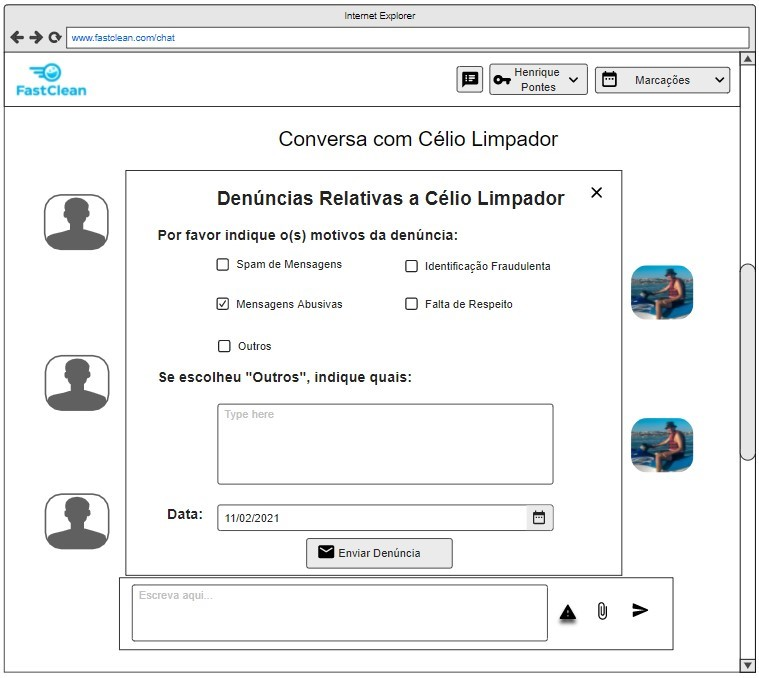 Internet Explorer
www.fastclean.com/chat
FastClean
Henrique
Pontes
Marcações
Conversa com Célio Limpador
Denúncias Relativas a Célio Limpador
Por favor indique o(s) motivos da denúncia:
Spam de Mensagens
Identificação Fraudulenta
Mensagens Abusivas
Falta de Respeito
Outros
Se escolheu "Outros", indique quais:
Type here
Data:
11/02/2021
Enviar Denúncia
Escreva aqui...